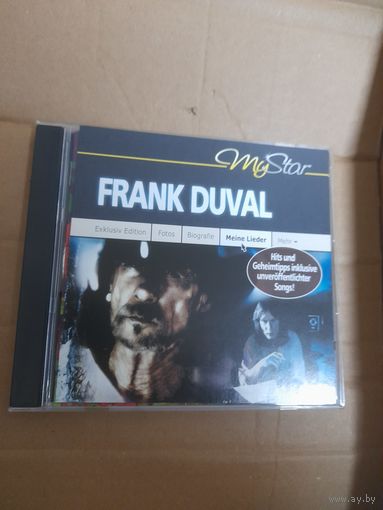 My Star
FRANK DUVAL
Exklusiv Edition Fotos Biografie Meine Lieder Mehr
Hits und
Geheimtipps inklusive
unveröffentlichter
Songs!
www.ay.by